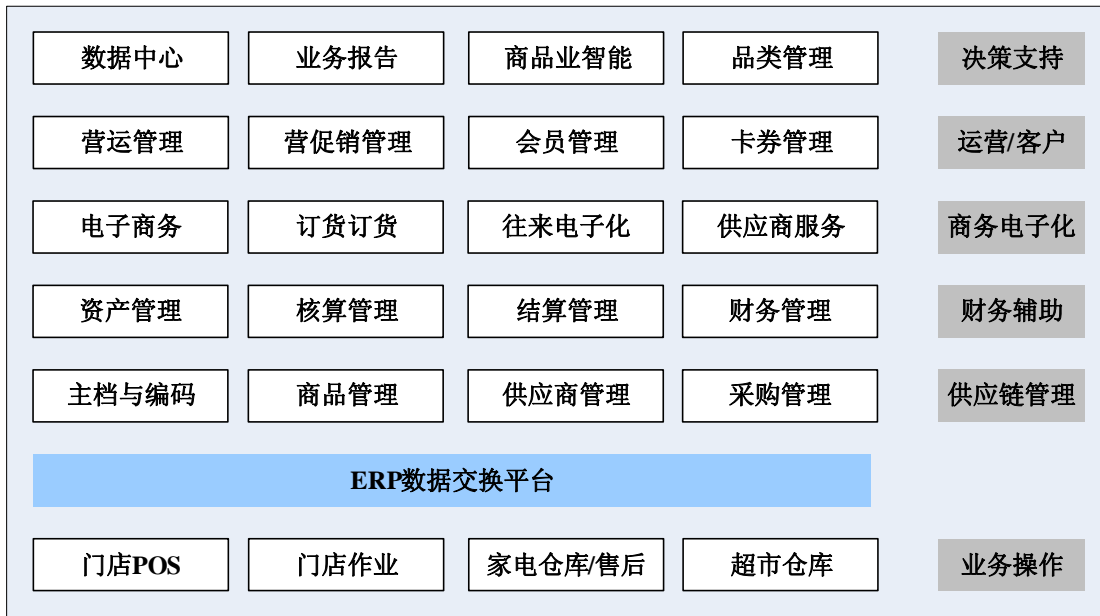 数据中心 业务报告 商品业智能 品类管理 决策支持
营运管理 营促销管理 会员管理 卡券管理 运营/客户
电子商务 订货订货 往来电子化 供应商服务 商务电子化
资产管理 核算管理 结算管理 财务管理 财务辅助
主档与编码 商品管理 供应商管理 采购管理 供应链管理
ERP数据交换平台
门店POS 门店作业 家电仓库/售后 超市仓库 业务操作